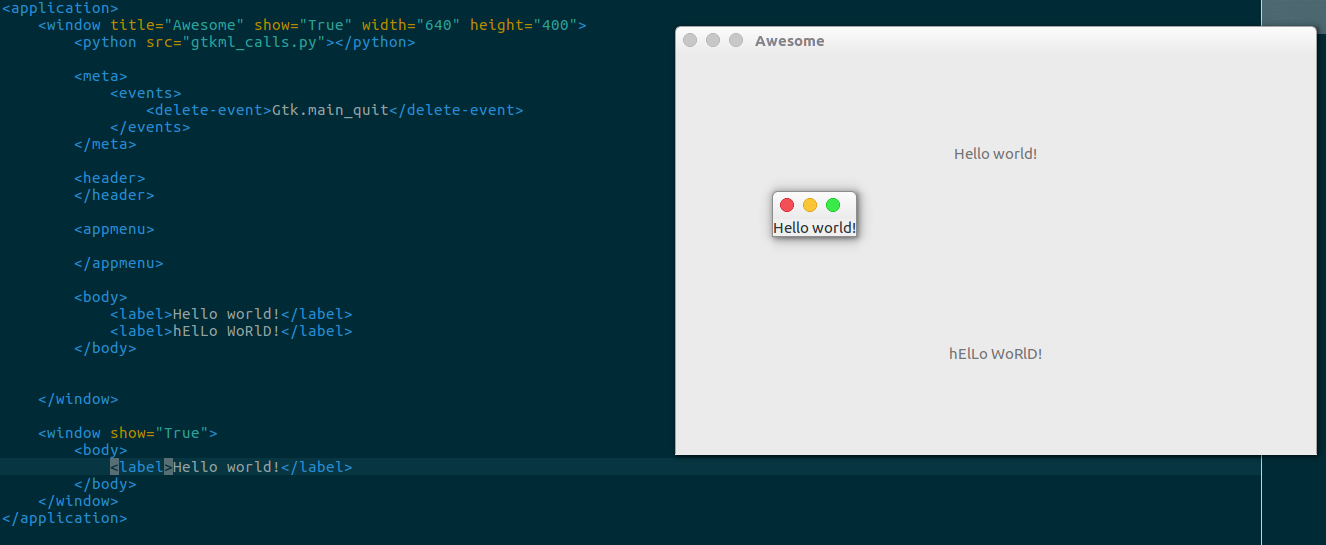 <application>
    <window title="Awesome" show="True" width="640" height="400">
        <python src="gtkml_calls.py"></python>
        <meta>
            <events>
                <delete-event>Gtk.main_quit</delete-event>
            </events>
        </meta>
        <header>
        </header>
        <appmenu>
        </appmenu>
        <body>
            <label>Hello world!</label>
            <label>hElLo WoRlD!</label>
        </body>
    </window>
    <window show="True">
        <body>
            <label>Hello world!</label>
        </body>
    </window>
</application>
Awesome
Hello world!
Hello world!
hElLo WoRlD!